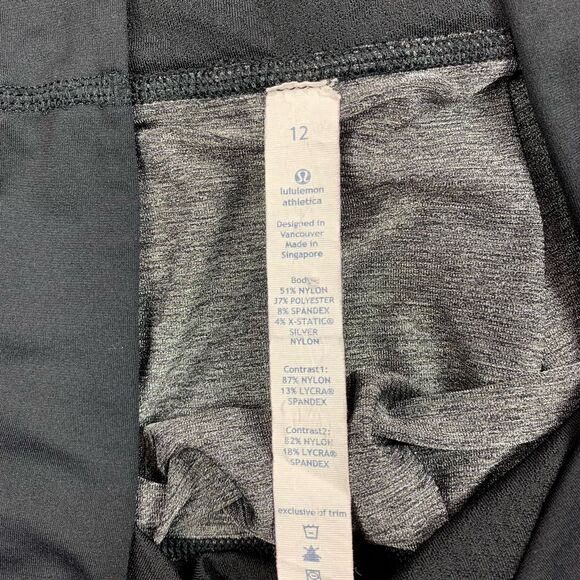 12
lululemon
athletica
Designed in
Vancouver
Made in
Singapore
Body:
51% NYLON
37% POLYESTER
8% SPANDEX
4% X-STATIC®
SILVER
NYLON
Contrast1:
87% NYLON
13% LYCRA®
SPANDEX
Contrast2:
82% NYLON
18% LYCRA®
SPANDEX
exclusive of trim